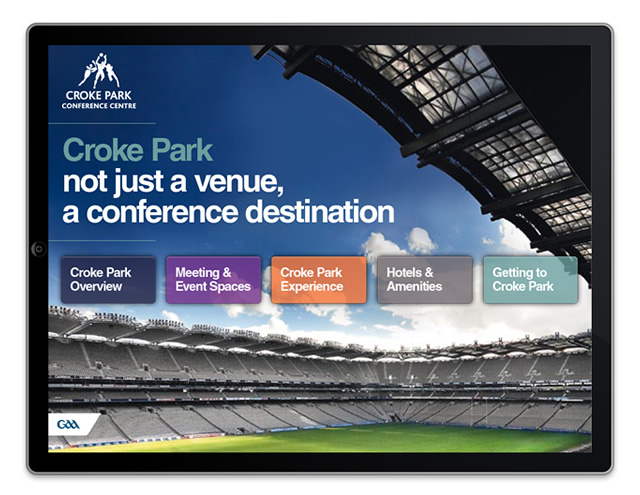 CROKE PARK
CONFERENCE CENTRE
Croke Park
not just a venue,
a conference destination
Croke Park
Overview
Meeting &
Event Spaces
Croke Park
Experience
Hotels &
Amenities
Getting to
Croke Park
GAA